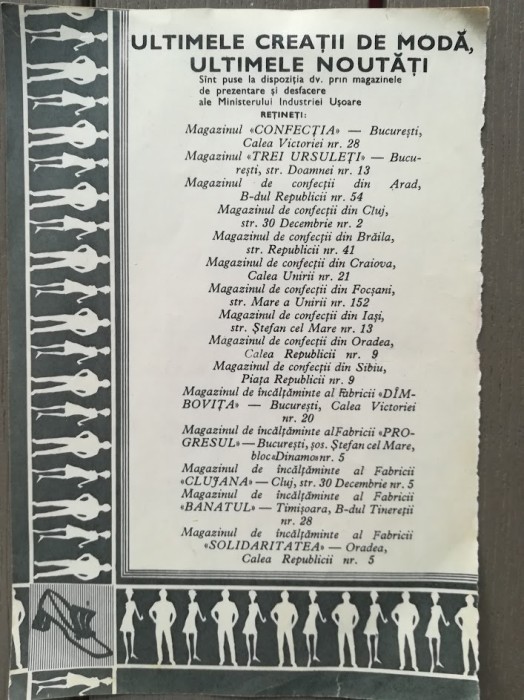 ULTIMELE CREAȚII DE MODĂ,
ULTIMELE NOUTĂȚI
Sînt puse la dispoziția dv. prin magazinele
de prezentare și desfacere
ale Ministerului Industriei Ușoare
REȚINEȚI:
Magazinul «CONFECȚIA» — București,
Calea Victoriei nr. 28
Magazinul «TREI URSULEȚI» — Bucu-
rești, str. Doamnei nr. 13
Magazinul de confecții din Arad,
B-dul Republicii nr. 54
Magazinul de confecții din Cluj,
str. 30 Decembrie nr. 2
Magazinul de confecții din Brăila,
str. Republicii nr. 41
Magazinul de confecții din Craiova,
Calea Unirii nr. 21
Magazinul de confecții din Focșani,
str. Mare a Unirii nr. 152
Magazinul de confecții din Iași,
str. Ștefan cel Mare nr. 13
Magazinul de confecții din Oradea,
Calea Republicii nr. 9
Magazinul de confecții din Sibiu,
Piața Republicii nr. 9
Magazinul de încălțăminte al Fabricii «DÎM-
BOVIȚA» — București, Calea Victoriei
nr. 20
Magazinul de încălțăminte al Fabricii «PRO-
GRESUL» — București, șos. Ștefan cel Mare,
bloc «Dinamo» nr. 5
Magazinul de încălțăminte al Fabricii
«CLUJANA» — Cluj, str. 30 Decembrie nr. 5
Magazinul de încălțăminte al Fabricii
«BANATUL» — Timișoara, B-dul Tinereții
nr. 28
Magazinul de încălțăminte al Fabricii
«SOLIDARITATEA» — Oradea,
Calea Republicii nr. 5